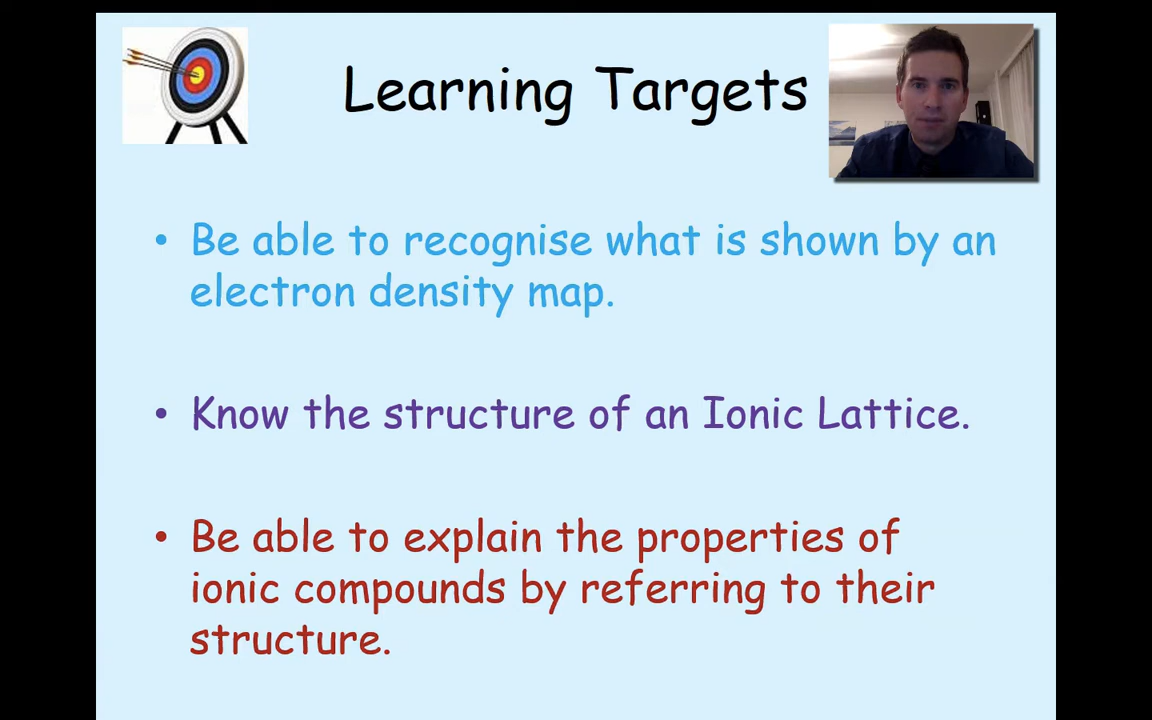 Learning Targets
• Be able to recognise what is shown by an
electron density map.
• Know the structure of an Ionic Lattice.
• Be able to explain the properties of
ionic compounds by referring to their
structure.